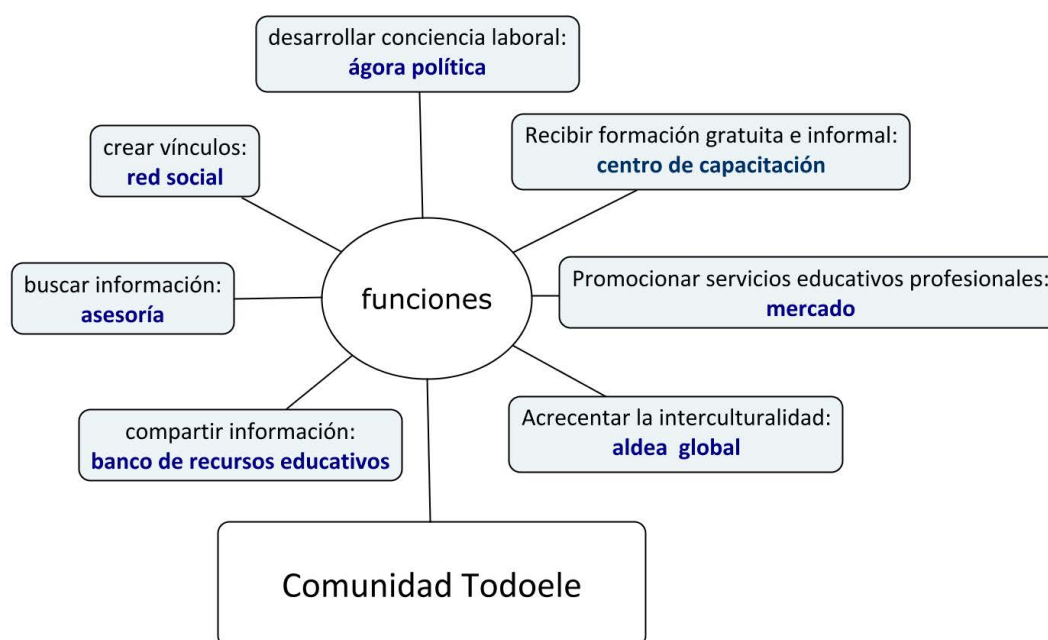 desarrollar conciencia laboral:
ágora política
Recibir formación gratuita e informal:
centro de capacitación
crear vínculos:
red social
buscar información:
asesoría
funciones
Promocionar servicios educativos profesionales:
mercado
compartir información:
banco de recursos educativos
Acrecentar la interculturalidad:
aldea global
Comunidad Todoele